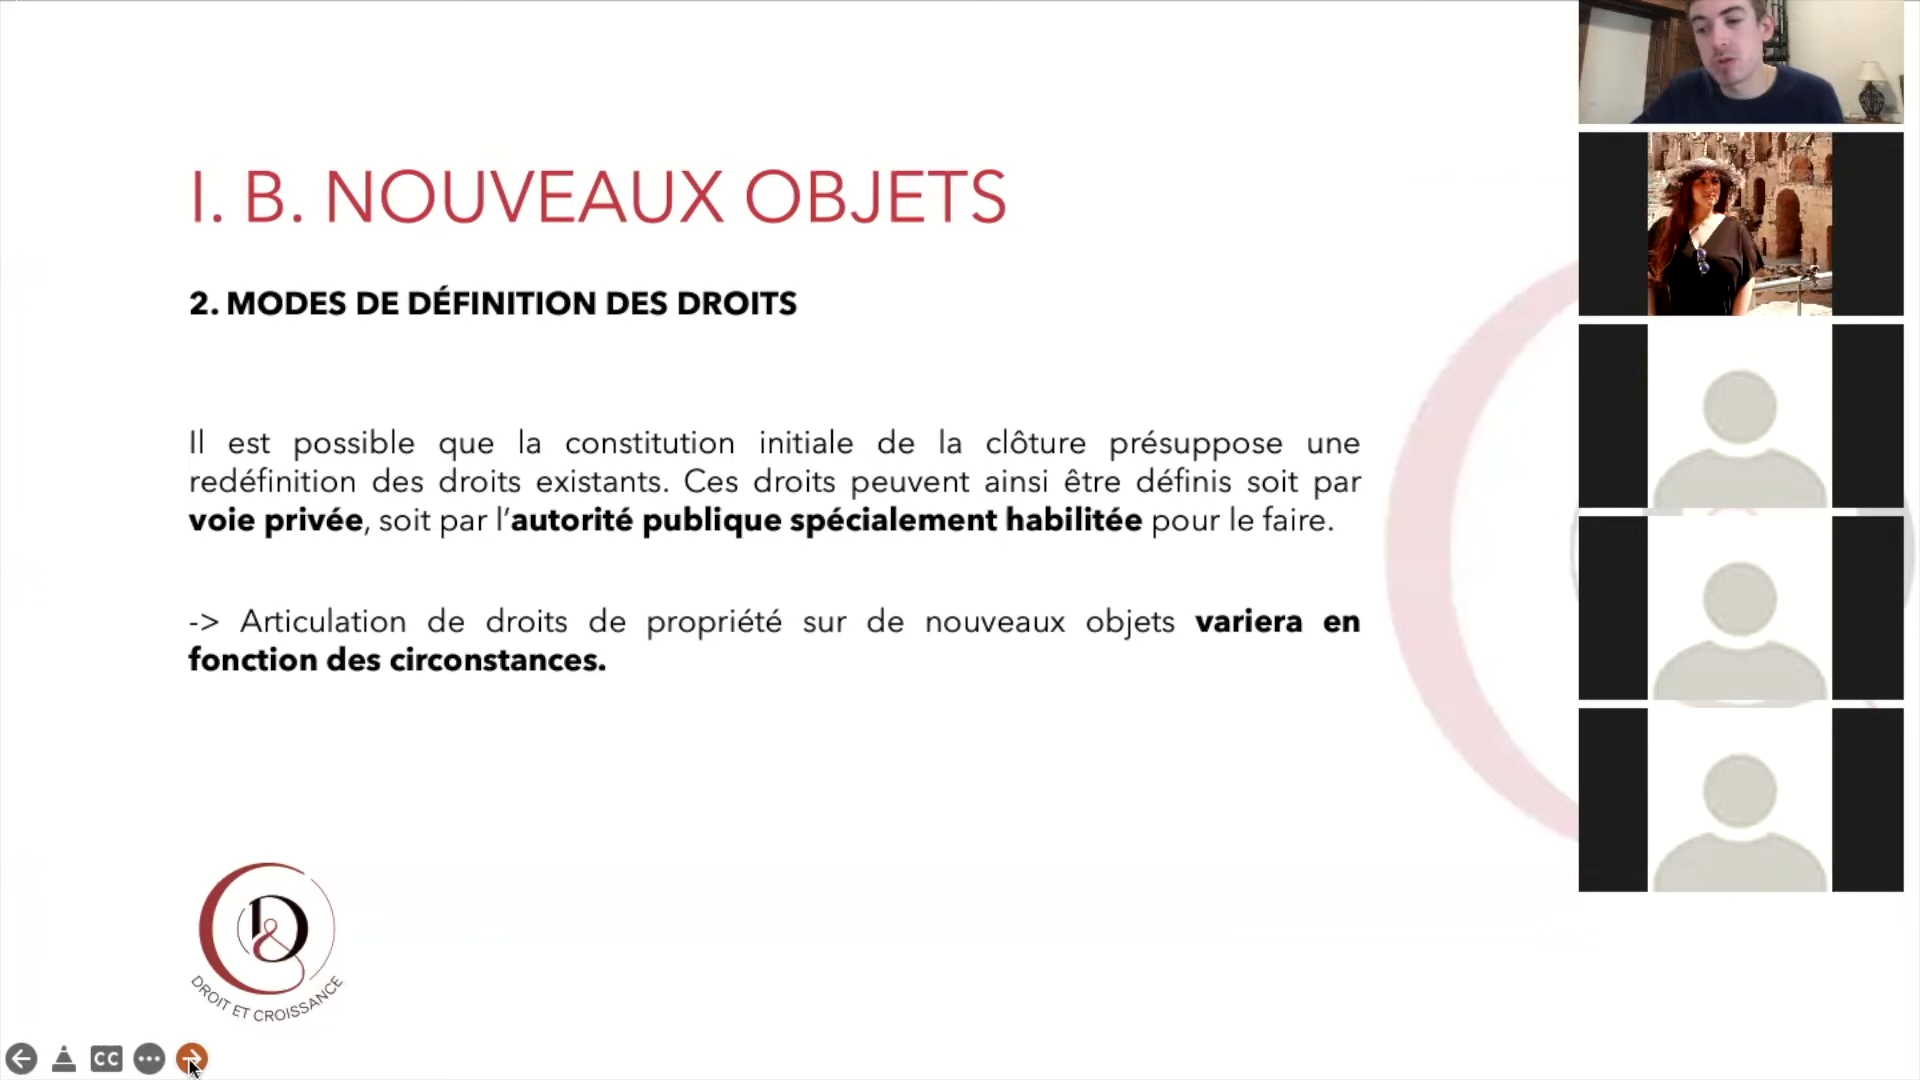 I. B. NOUVEAUX OBJETS
2. MODES DE DÉFINITION DES DROITS
Il est possible que la constitution initiale de la clôture présuppose une
redéfinition des droits existants. Ces droits peuvent ainsi être définis soit par
voie privée, soit par l’autorité publique spécialement habilitée pour le faire.
-> Articulation de droits de propriété sur de nouveaux objets variera en
fonction des circonstances.
D&
DROIT ET CROISSANCE
CC